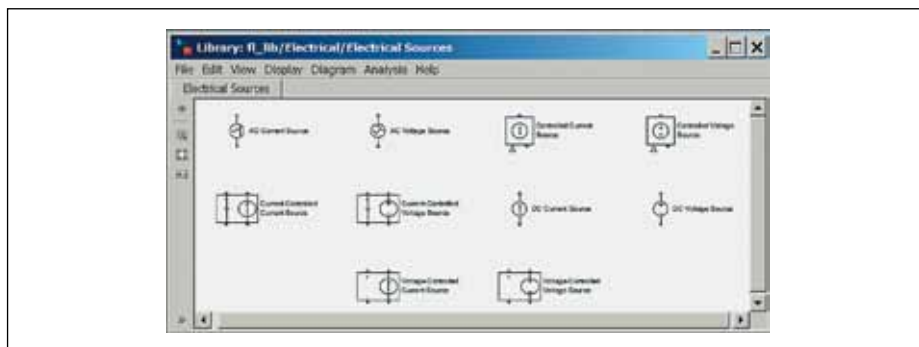 Library: fl_lib/Electrical/Electrical Sources
File Edit View Display Diagram Analysis Help
Electrical Sources
AC Current Source
AC Voltage Source
Controlled Current
Source
Controlled Voltage
Source
Current-Controlled
Current Source
Current-Controlled
Voltage Source
DC Current Source
DC Voltage Source
Voltage-Controlled
Current Source
Voltage-Controlled
Voltage Source